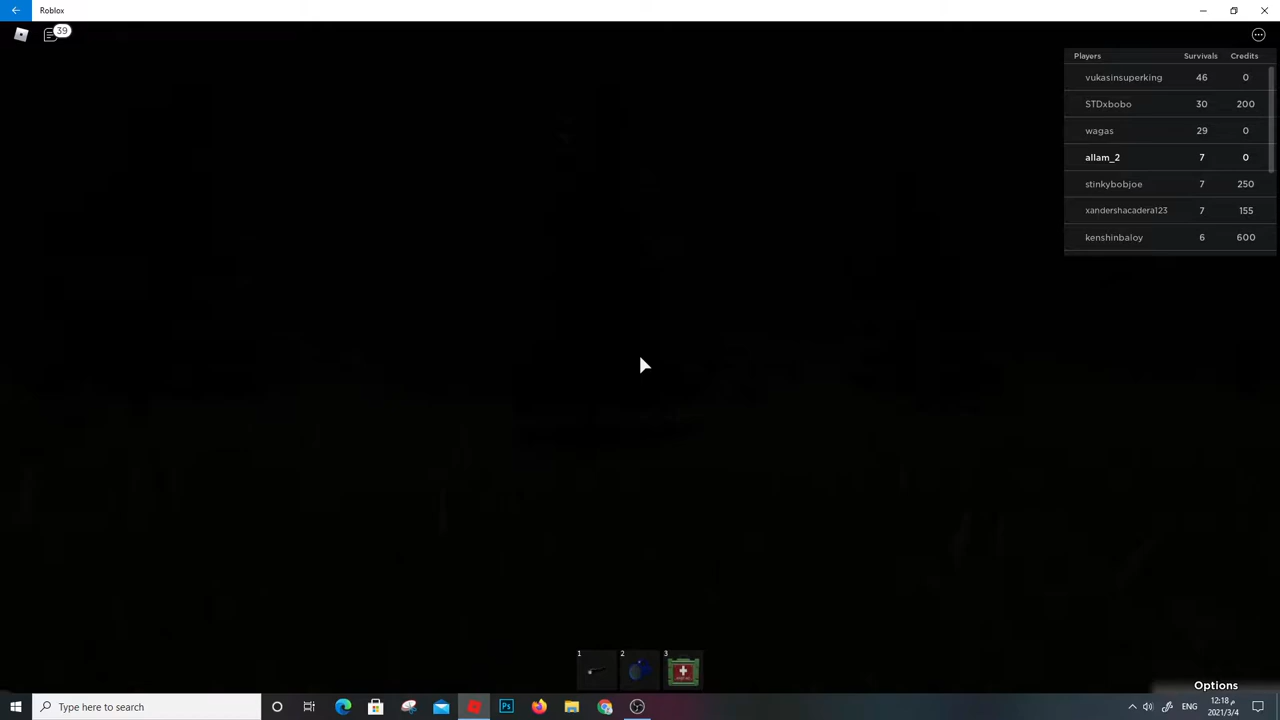 Roblox
39
Players Survivals Credits
vukasinsuperking 46 0
STDxbobo 30 200
wagas 29 0
allam_2 7 0
stinkybobjoe 7 250
xandershacadera123 7 155
kenshinbaloy 6 600
1 2 3
Options
Type here to search
Ps
ENG
12:18 م
2021/3/4